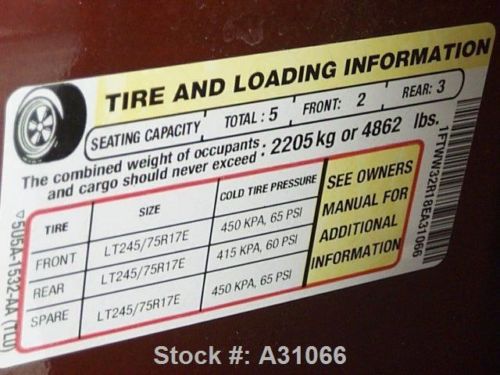 TIRE AND LOADING INFORMATION
SEATING CAPACITY TOTAL : 5 FRONT: 2 REAR: 3
The combined weight of occupants and cargo should never exceed : 2205 kg or 4862 lbs.
TIRE SIZE COLD TIRE PRESSURE
FRONT LT245/75R17E 450 KPA, 65 PSI
REAR LT245/75R17E 415 KPA, 60 PSI
SPARE LT245/75R17E 450 KPA, 65 PSI
SEE OWNERS
MANUAL FOR
ADDITIONAL
INFORMATION
5U5A-1532-AA (TLU)
Stock #: A31066